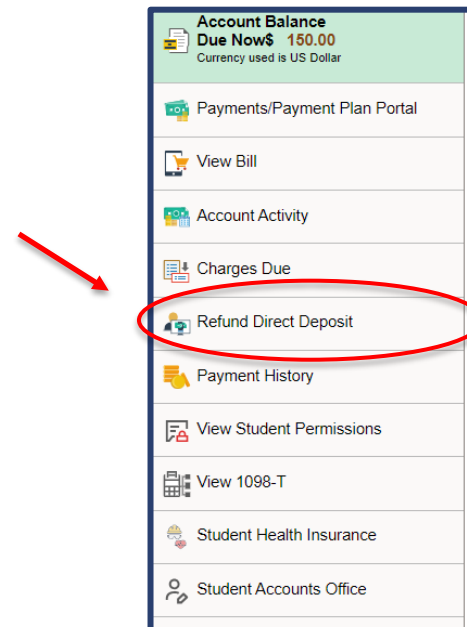 Account Balance
Due Now$ 150.00
Currency used is US Dollar
Payments/Payment Plan Portal
View Bill
Account Activity
Charges Due
Refund Direct Deposit
Payment History
View Student Permissions
View 1098-T
Student Health Insurance
Student Accounts Office